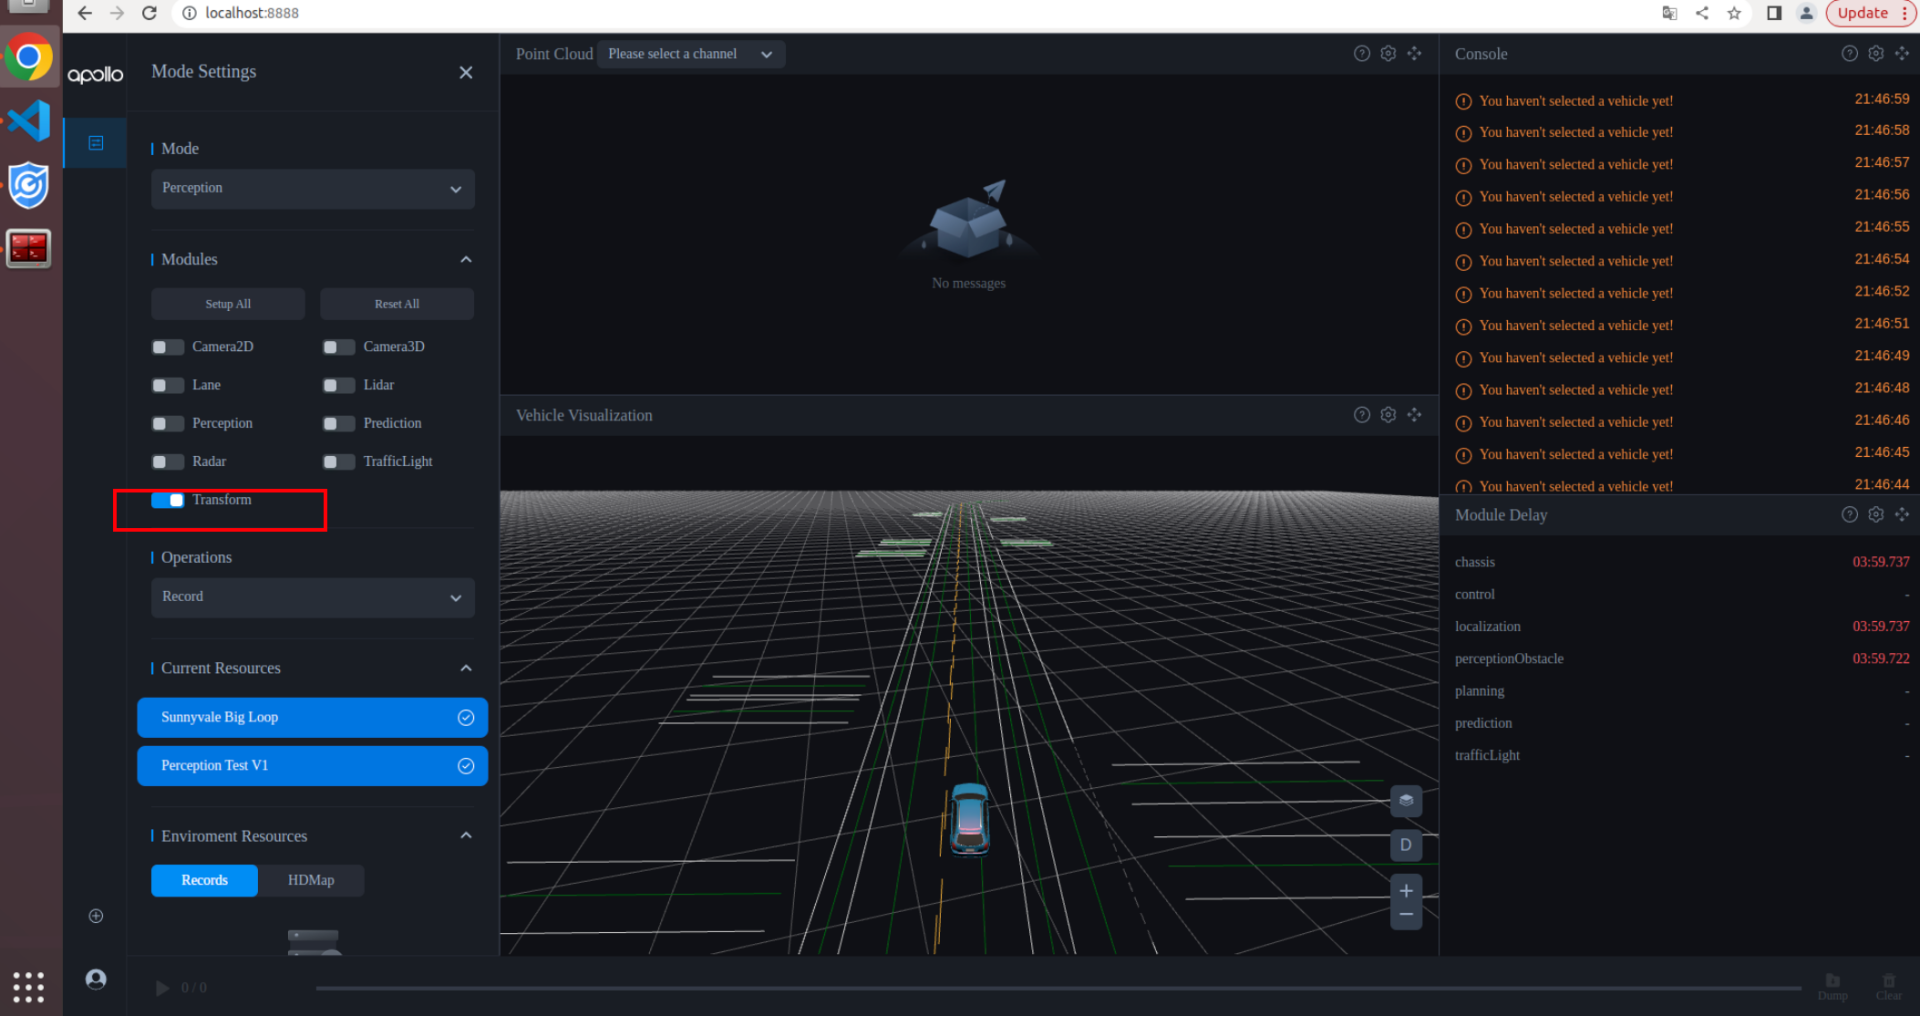 localhost:8888
Update
apollo
Mode Settings
Mode
Perception
Modules
Setup All
Reset All
Camera2D
Camera3D
Lane
Lidar
Perception
Prediction
Radar
TrafficLight
Transform
Operations
Record
Current Resources
Sunnyvale Big Loop
Perception Test V1
Enviroment Resources
Records
HDMap
Point Cloud
Please select a channel
No messages
Vehicle Visualization
D
Console
You haven't selected a vehicle yet! 21:46:59
You haven't selected a vehicle yet! 21:46:58
You haven't selected a vehicle yet! 21:46:57
You haven't selected a vehicle yet! 21:46:56
You haven't selected a vehicle yet! 21:46:55
You haven't selected a vehicle yet! 21:46:54
You haven't selected a vehicle yet! 21:46:52
You haven't selected a vehicle yet! 21:46:51
You haven't selected a vehicle yet! 21:46:49
You haven't selected a vehicle yet! 21:46:48
You haven't selected a vehicle yet! 21:46:46
You haven't selected a vehicle yet! 21:46:45
You haven't selected a vehicle yet! 21:46:44
Module Delay
chassis 03:59.737
control -
localization 03:59.737
perceptionObstacle 03:59.722
planning -
prediction -
trafficLight -
0 / 0
Dump
Clear